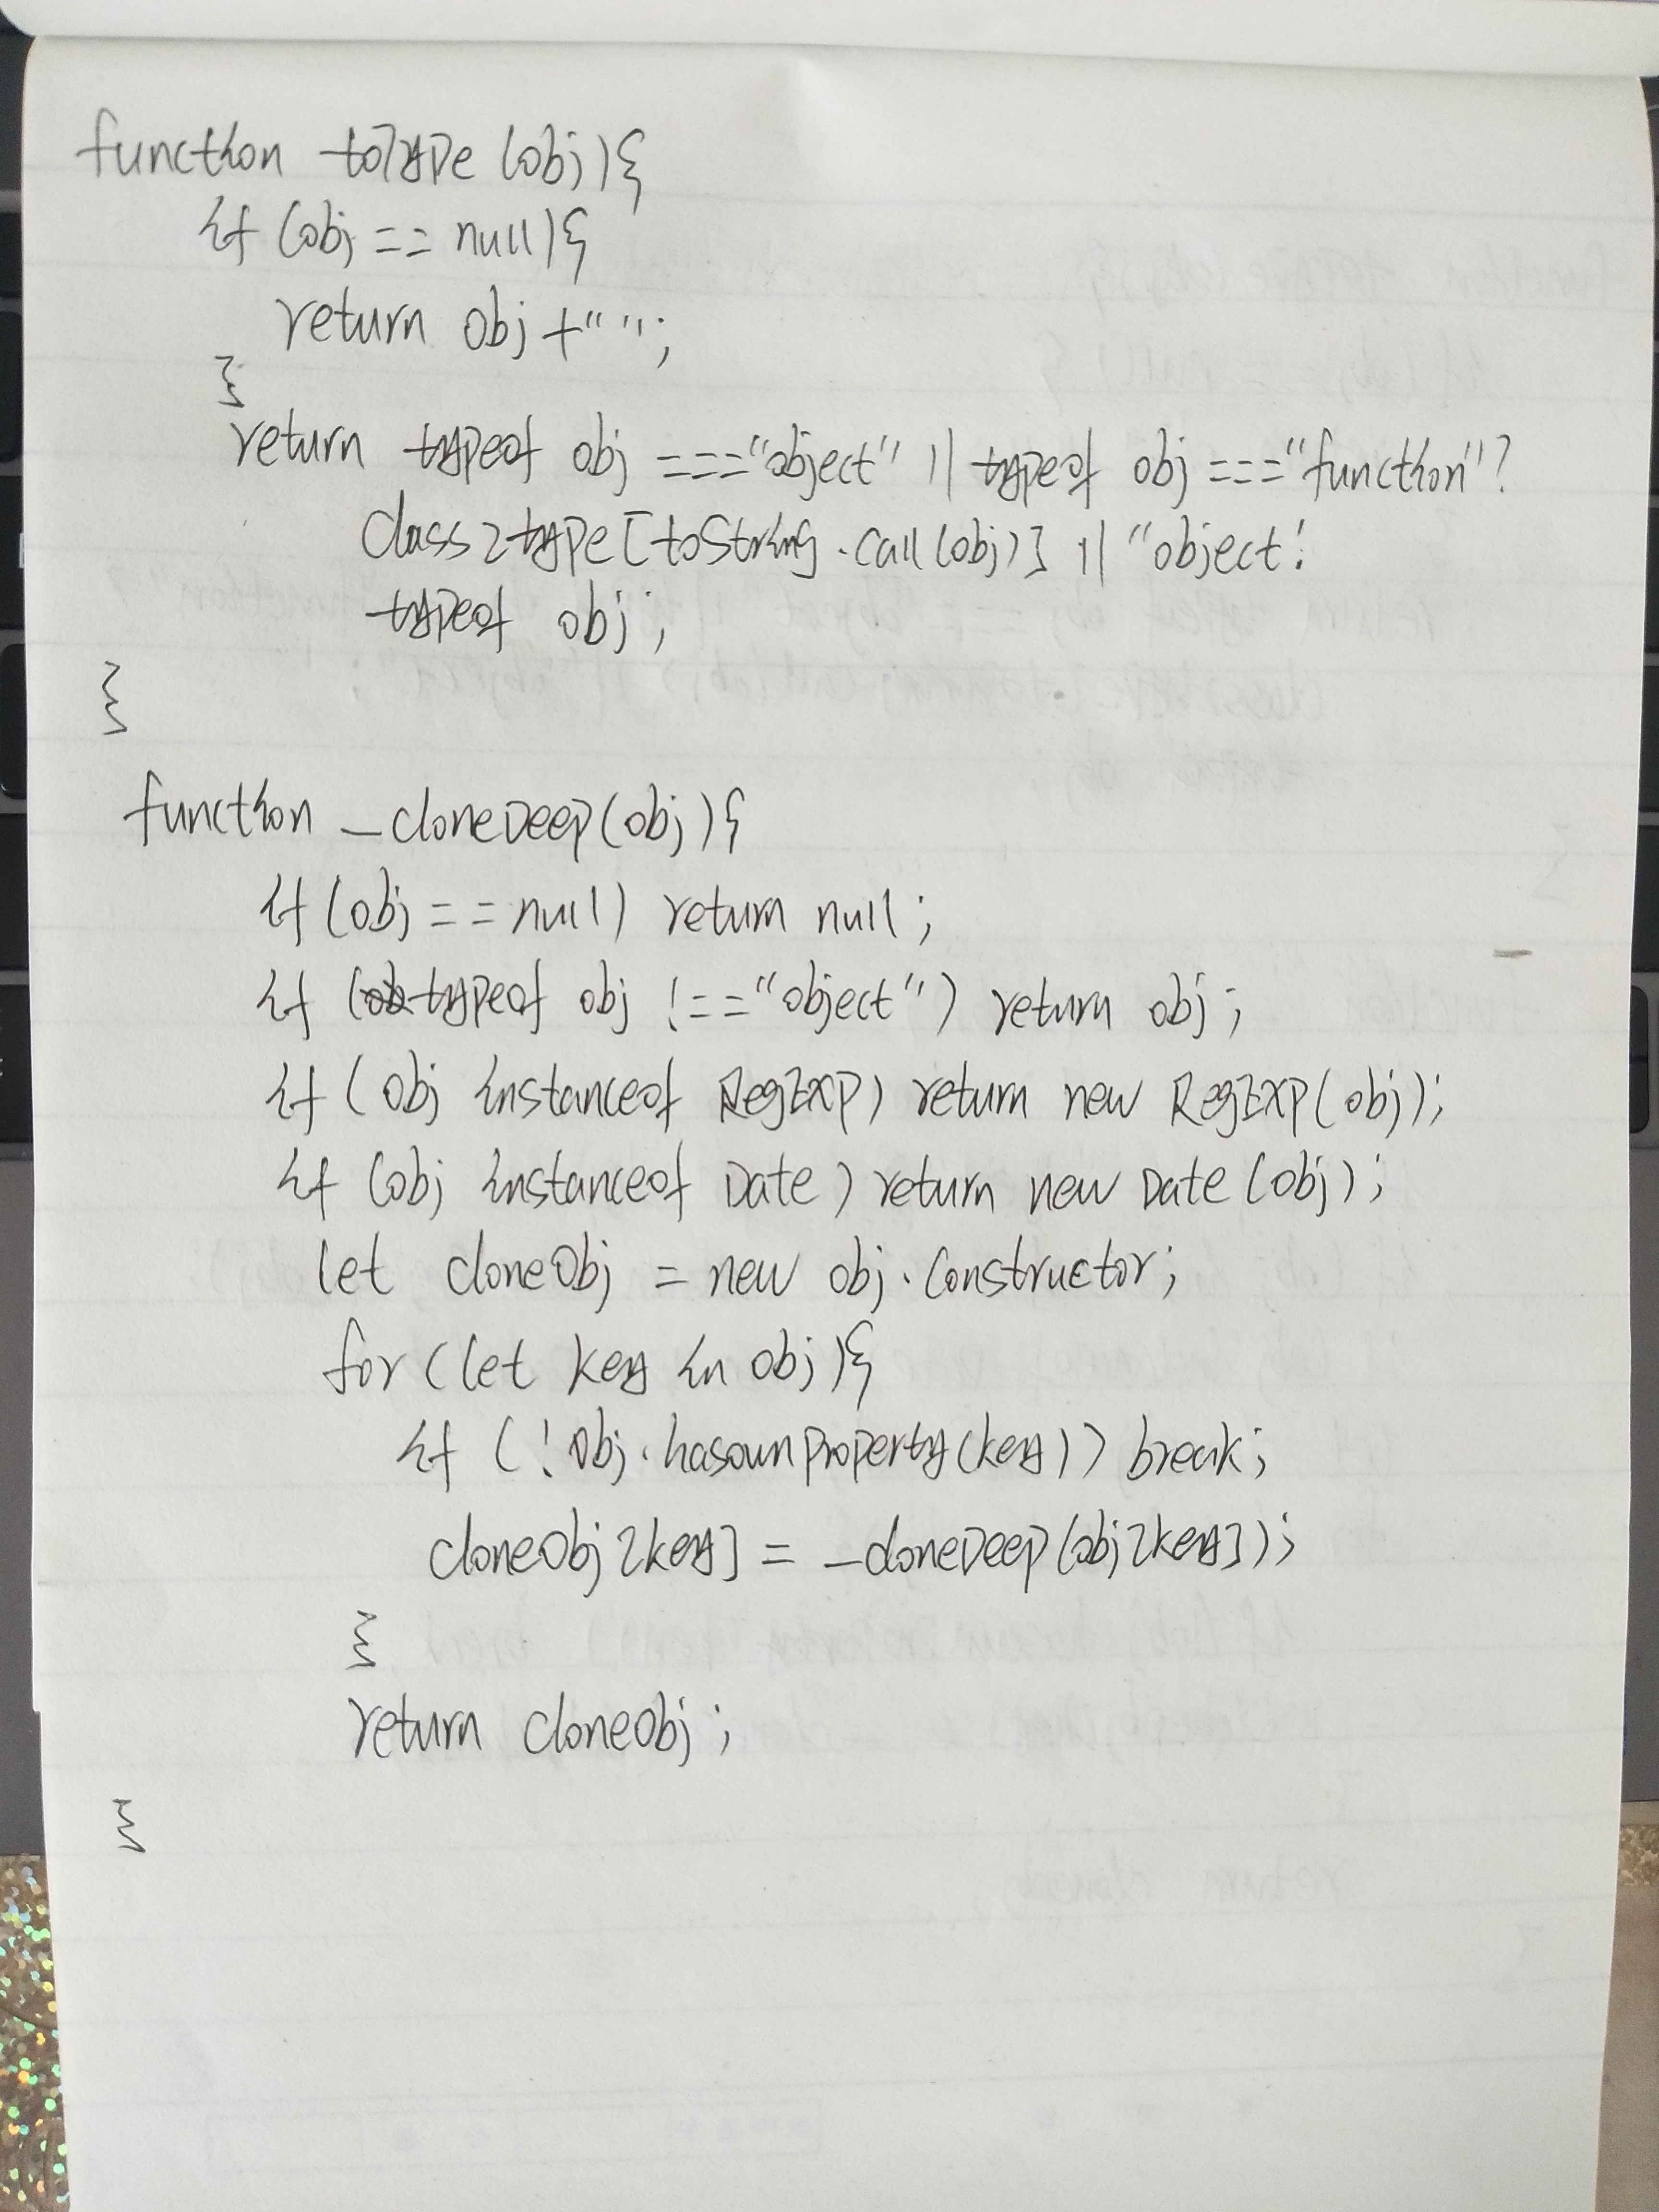 function toType (obj){
if (obj == null){
return obj +"";
}
return typeof obj ==="object" || typeof obj ==="function"?
class2type[toString.call(obj)] || "object:
typeof obj;
}
function _cloneDeep(obj){
if (obj == null) return null;
if (typeof obj !=="object") return obj;
if (obj instanceof RegExp) return new RegExp(obj);
if (obj instanceof Date) return new Date(obj);
let cloneObj = new obj.constructor;
for (let key in obj){
if (!obj.hasownProperty(key)) break;
cloneObj[key] = _cloneDeep(obj[key]);
}
return cloneObj;
}